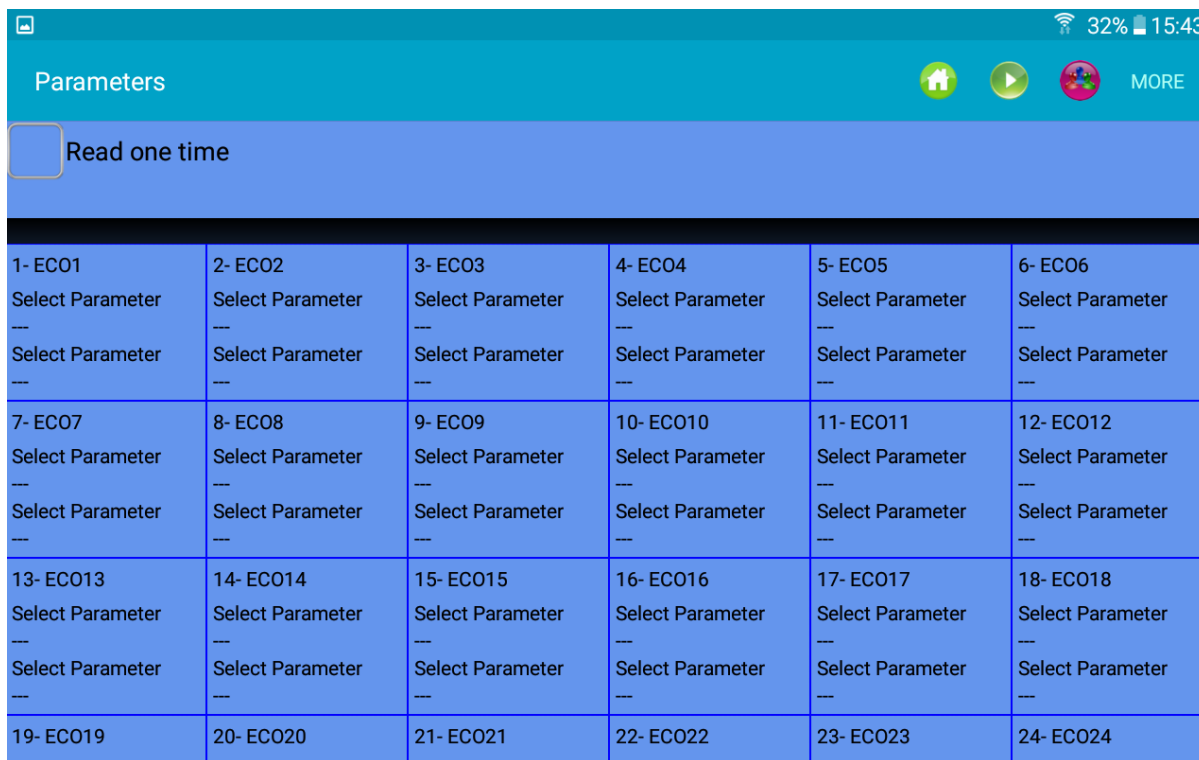 32% 15:43
Parameters MORE
Read one time
1- ECO1 2- ECO2 3- ECO3 4- ECO4 5- ECO5 6- ECO6
Select Parameter Select Parameter Select Parameter Select Parameter Select Parameter Select Parameter
--- --- --- --- --- ---
Select Parameter Select Parameter Select Parameter Select Parameter Select Parameter Select Parameter
--- --- --- --- --- ---
7- ECO7 8- ECO8 9- ECO9 10- ECO10 11- ECO11 12- ECO12
Select Parameter Select Parameter Select Parameter Select Parameter Select Parameter Select Parameter
--- --- --- --- --- ---
Select Parameter Select Parameter Select Parameter Select Parameter Select Parameter Select Parameter
--- --- --- --- --- ---
13- ECO13 14- ECO14 15- ECO15 16- ECO16 17- ECO17 18- ECO18
Select Parameter Select Parameter Select Parameter Select Parameter Select Parameter Select Parameter
--- --- --- --- --- ---
Select Parameter Select Parameter Select Parameter Select Parameter Select Parameter Select Parameter
--- --- --- --- --- ---
19- ECO19 20- ECO20 21- ECO21 22- ECO22 23- ECO23 24- ECO24